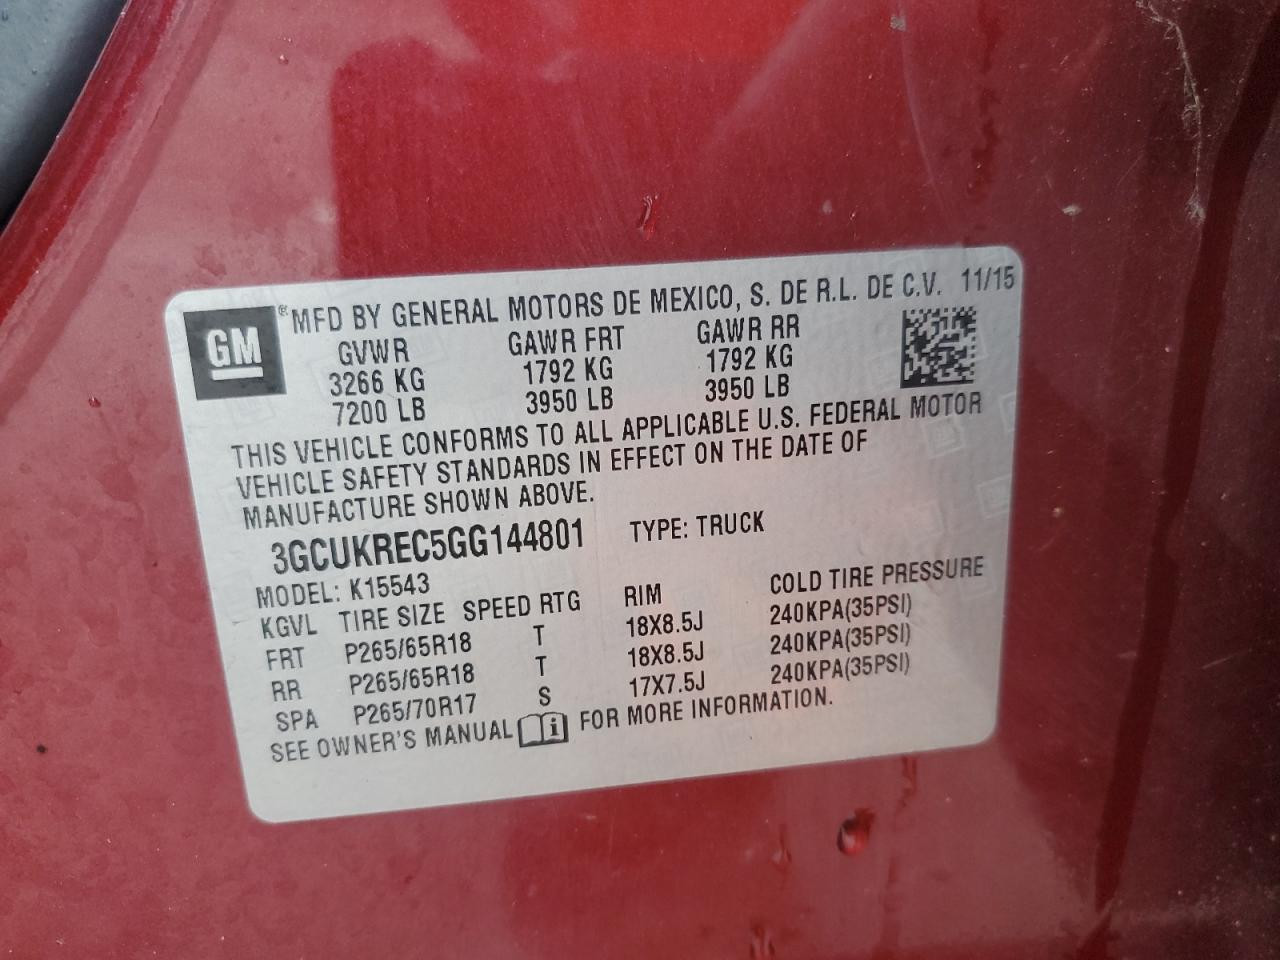 GM ® MFD BY GENERAL MOTORS DE MEXICO, S. DE R.L. DE C.V. 11/15
GVWR GAWR FRT GAWR RR
3266 KG 1792 KG 1792 KG
7200 LB 3950 LB 3950 LB
THIS VEHICLE CONFORMS TO ALL APPLICABLE U.S. FEDERAL MOTOR
VEHICLE SAFETY STANDARDS IN EFFECT ON THE DATE OF
MANUFACTURE SHOWN ABOVE.
3GCUKREC5GG144801 TYPE: TRUCK
MODEL: K15543
KGVL TIRE SIZE SPEED RTG RIM COLD TIRE PRESSURE
FRT P265/65R18 T 18X8.5J 240KPA(35PSI)
RR P265/65R18 T 18X8.5J 240KPA(35PSI)
SPA P265/70R17 S 17X7.5J 240KPA(35PSI)
SEE OWNER'S MANUAL i FOR MORE INFORMATION.